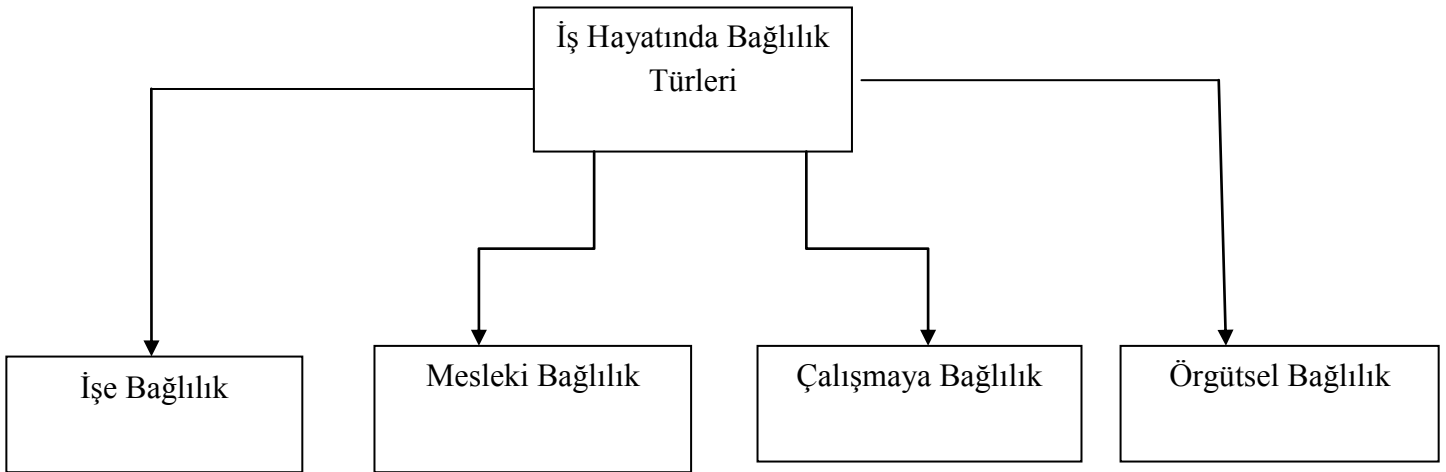 İş Hayatında Bağlılık
Türleri
İşe Bağlılık
Mesleki Bağlılık
Çalışmaya Bağlılık
Örgütsel Bağlılık